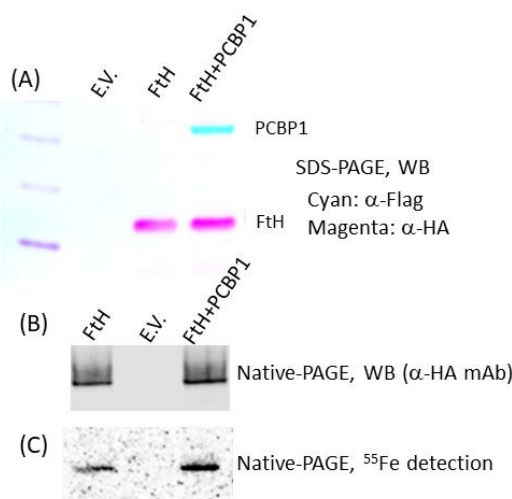 (A)
E.V.
FtH
FtH+PCBP1
PCBP1
SDS-PAGE, WB
Cyan: α-Flag
FtH
Magenta: α-HA
(B)
FtH
E.V.
FtH+PCBP1
Native-PAGE, WB (α-HA mAb)
(C)
Native-PAGE, ⁵⁵Fe detection